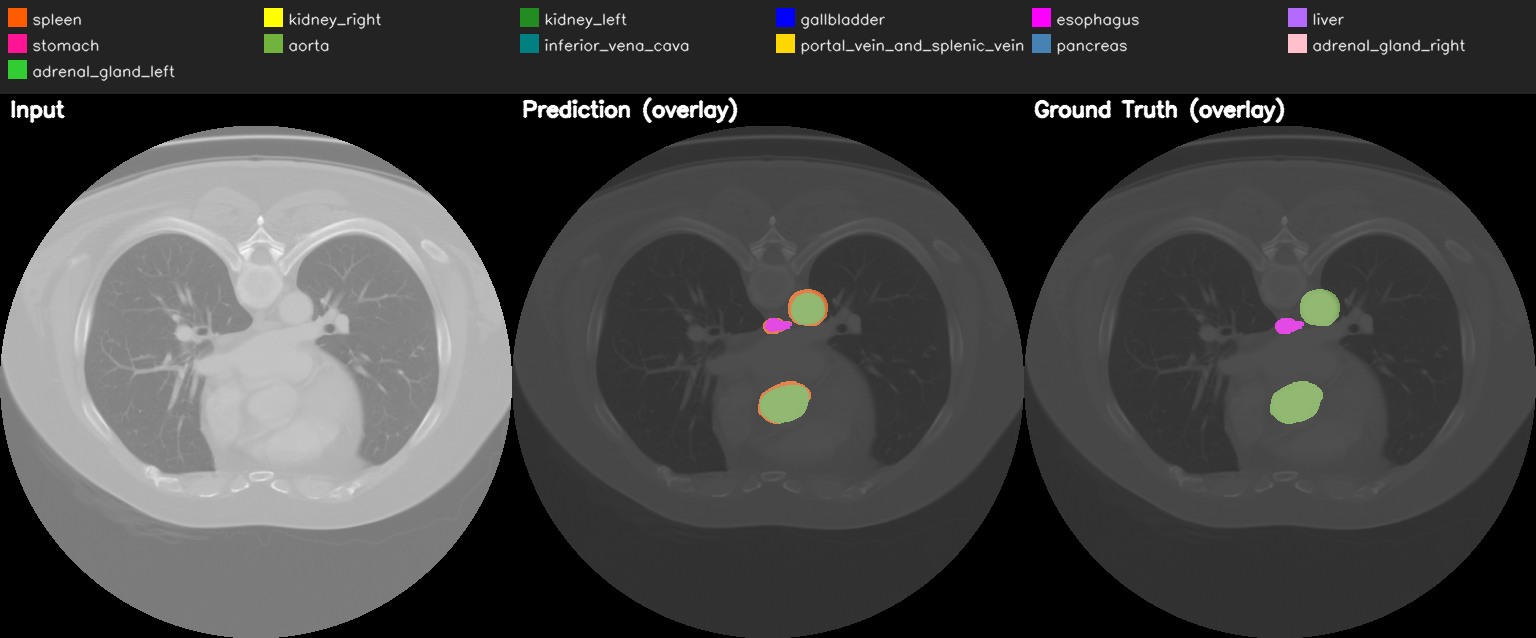 spleen kidney_right kidney_left gallbladder esophagus liver
stomach aorta inferior_vena_cava portal_vein_and_splenic_vein pancreas adrenal_gland_right
adrenal_gland_left
Input Prediction (overlay) Ground Truth (overlay)